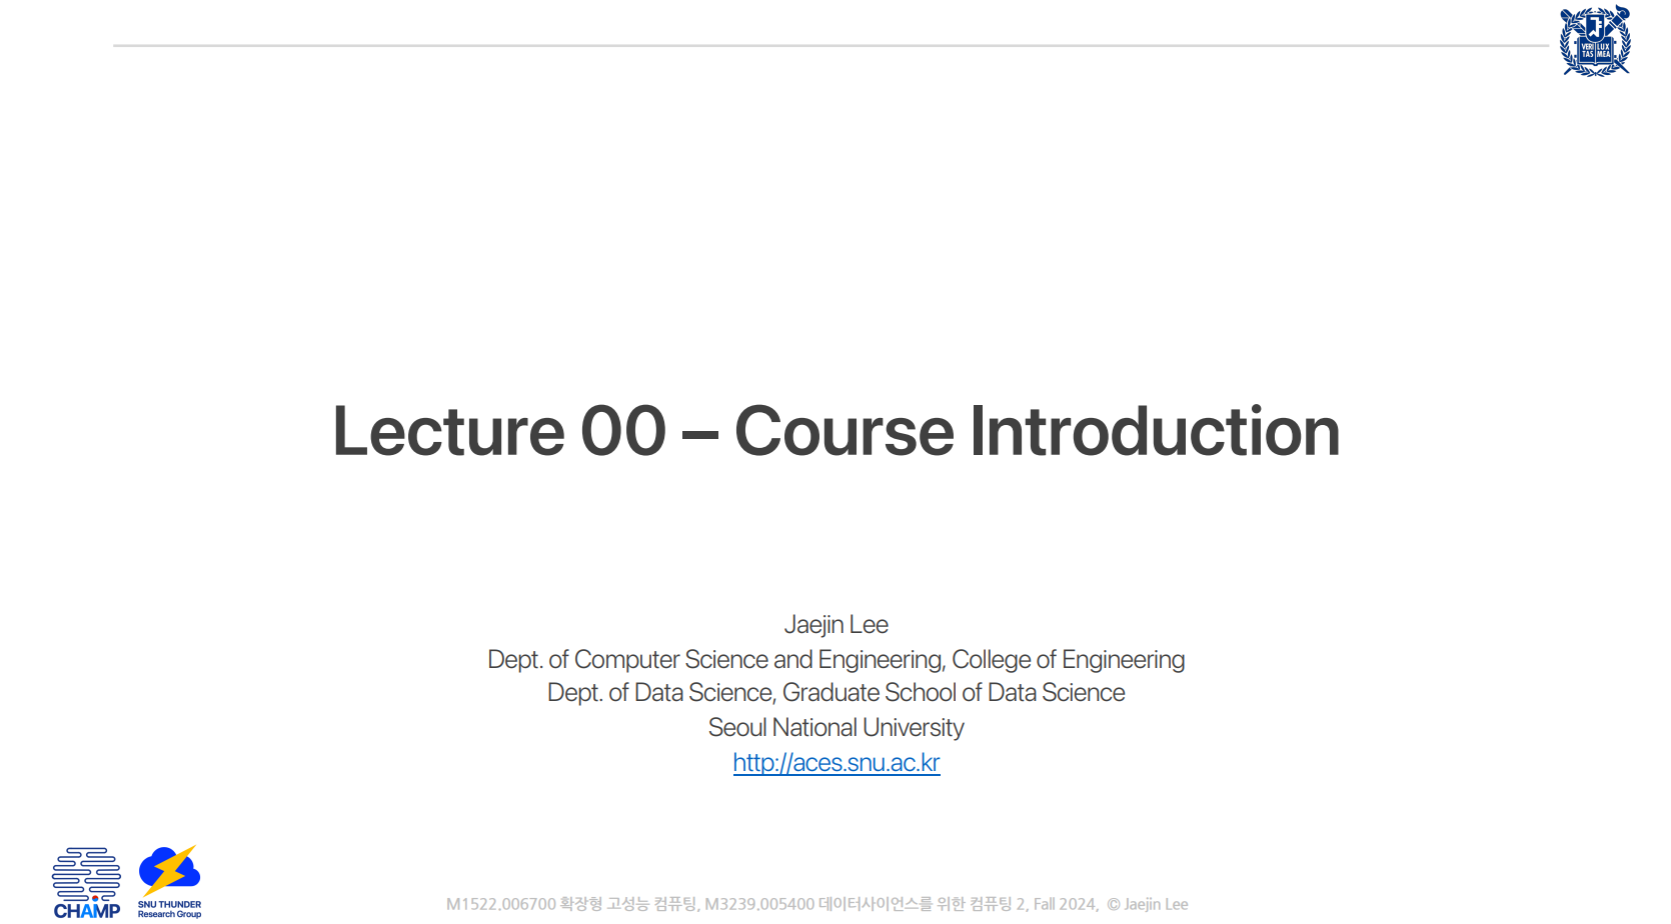 VERI LUX
TAS MEA
Lecture 00 – Course Introduction
Jaejin Lee
Dept. of Computer Science and Engineering, College of Engineering
Dept. of Data Science, Graduate School of Data Science
Seoul National University
http://aces.snu.ac.kr
CHAMP
SNU THUNDER
Research Group
M1522.006700 확장형 고성능 컴퓨팅, M3239.005400 데이터사이언스를 위한 컴퓨팅 2, Fall 2024, © Jaejin Lee